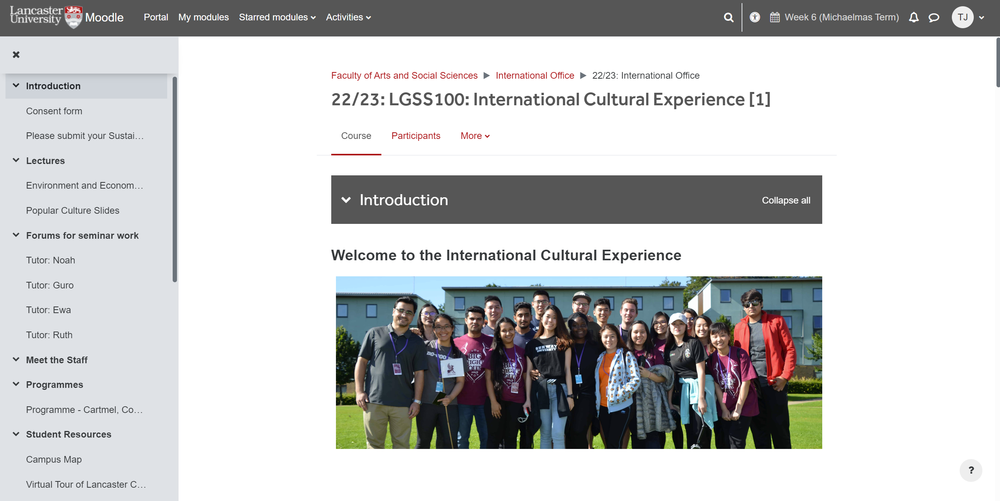 Lancaster
University
Moodle
Portal
My modules
Starred modules
Activities
Week 6 (Michaelmas Term)
TJ
Introduction
Consent form
Please submit your Sustai...
Lectures
Environment and Econom...
Popular Culture Slides
Forums for seminar work
Tutor: Noah
Tutor: Guro
Tutor: Ewa
Tutor: Ruth
Meet the Staff
Programmes
Programme - Cartmel, Co...
Student Resources
Campus Map
Virtual Tour of Lancaster C...
Faculty of Arts and Social Sciences ▶ International Office ▶ 22/23: International Office
22/23: LGSS100: International Cultural Experience [1]
Course
Participants
More
Introduction
Collapse all
Welcome to the International Cultural Experience
SUNWAY
UNIVERSITY
BIG
NIGHT
OUT
BIG
NIGHT
OUT
?